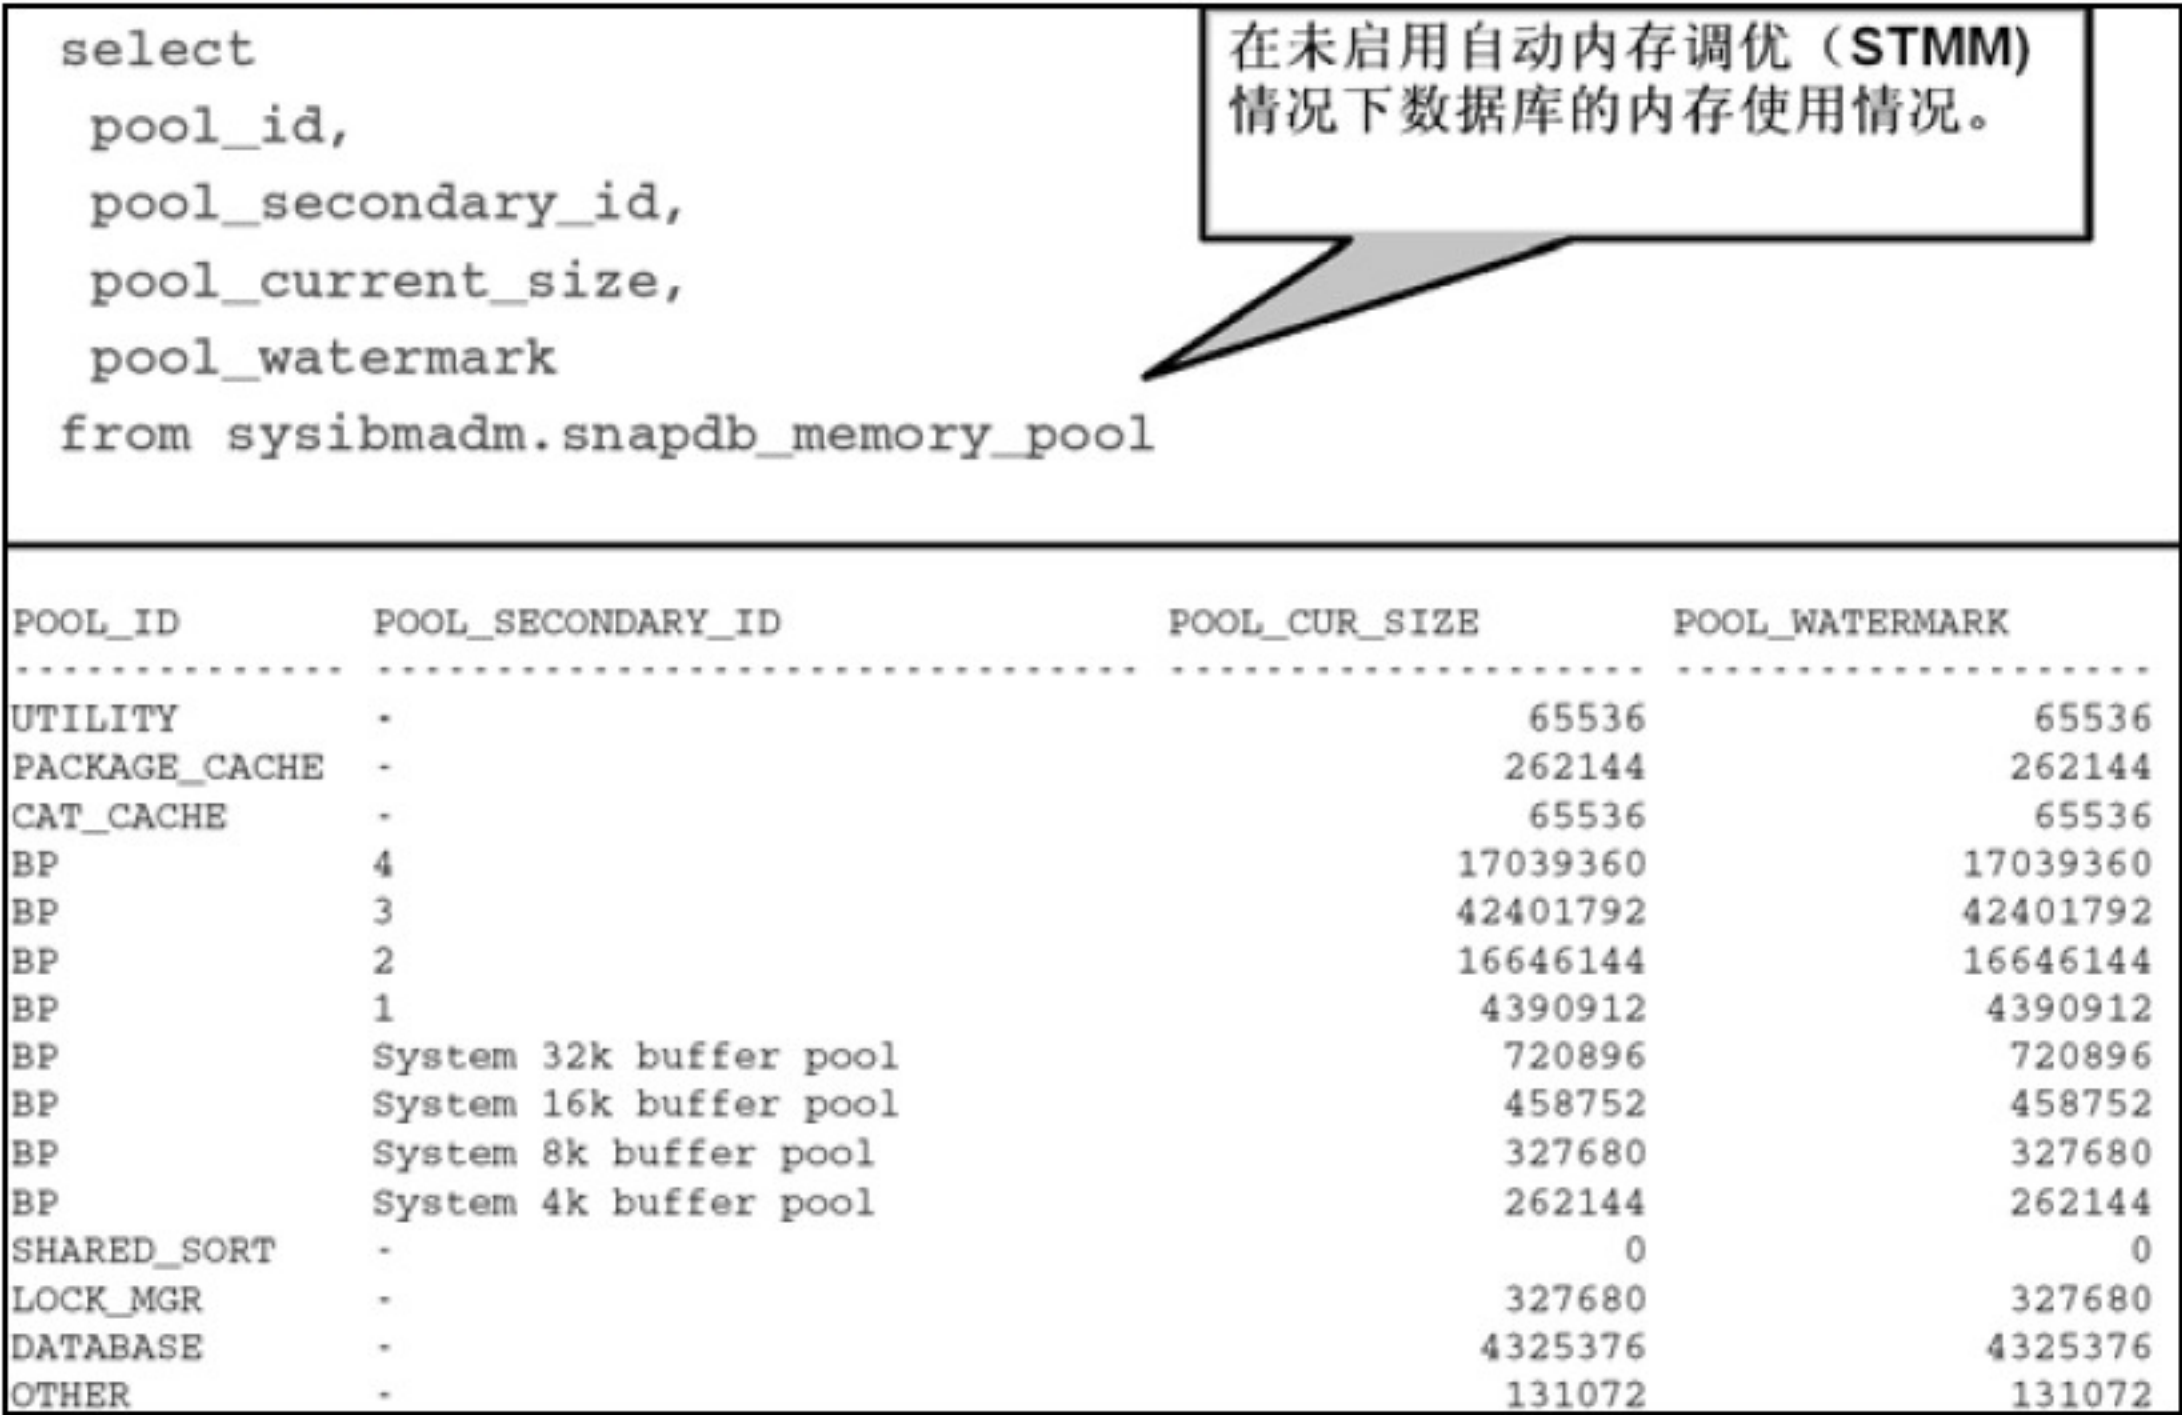 select
pool_id,
pool_secondary_id,
pool_current_size,
pool_watermark
from sysibmadm.snapdb_memory_pool
在未启用自动内存调优（STMM)
情况下数据库的内存使用情况。
POOL_ID POOL_SECONDARY_ID POOL_CUR_SIZE POOL_WATERMARK
-------------- -------------------------------- -------------------- --------------------
UTILITY - 65536 65536
PACKAGE_CACHE - 262144 262144
CAT_CACHE - 65536 65536
BP 4 17039360 17039360
BP 3 42401792 42401792
BP 2 16646144 16646144
BP 1 4390912 4390912
BP System 32k buffer pool 720896 720896
BP System 16k buffer pool 458752 458752
BP System 8k buffer pool 327680 327680
BP System 4k buffer pool 262144 262144
SHARED_SORT - 0 0
LOCK_MGR - 327680 327680
DATABASE - 4325376 4325376
OTHER - 131072 131072